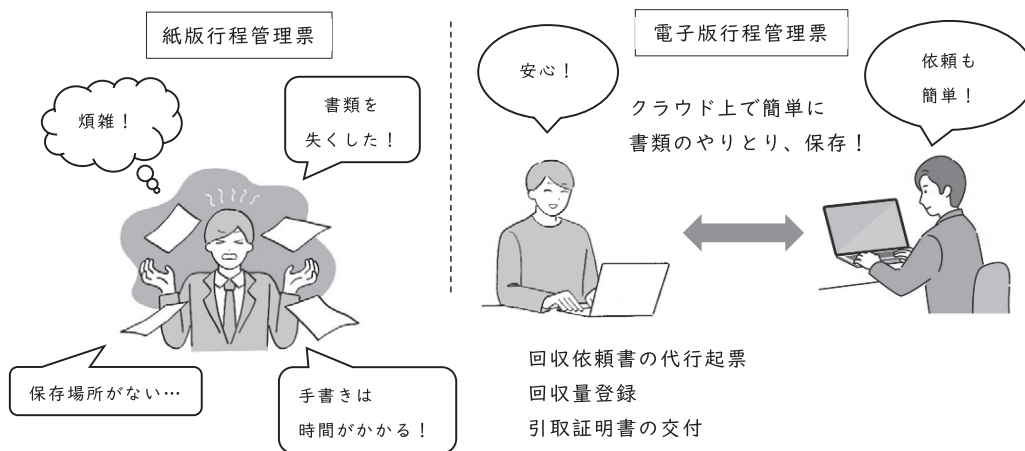 紙版行程管理票
煩雑！
書類を
失くした！
保存場所がない…
手書きは
時間がかかる！
電子版行程管理票
安心！
依頼も
簡単！
クラウド上で簡単に
書類のやりとり、保存！
回収依頼書の代行起票
回収量登録
引取証明書の交付